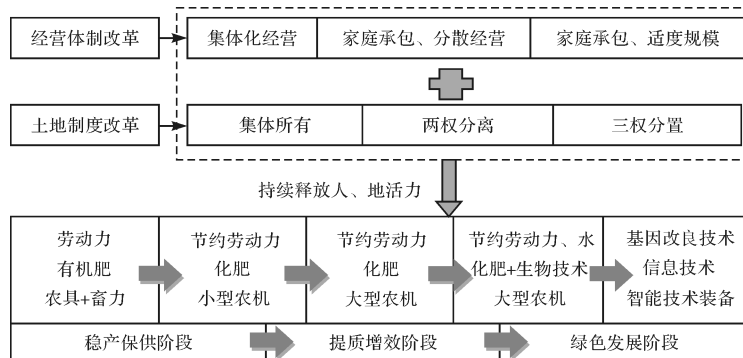 经营体制改革
集体化经营
家庭承包、分散经营
家庭承包、适度规模
土地制度改革
集体所有
两权分离
三权分置
持续释放人、地活力
劳动力
有机肥
农具+畜力
节约劳动力
化肥
小型农机
节约劳动力
化肥
大型农机
节约劳动力、水
化肥+生物技术
大型农机
基因改良技术
信息技术
智能技术装备
稳产保供阶段
提质增效阶段
绿色发展阶段